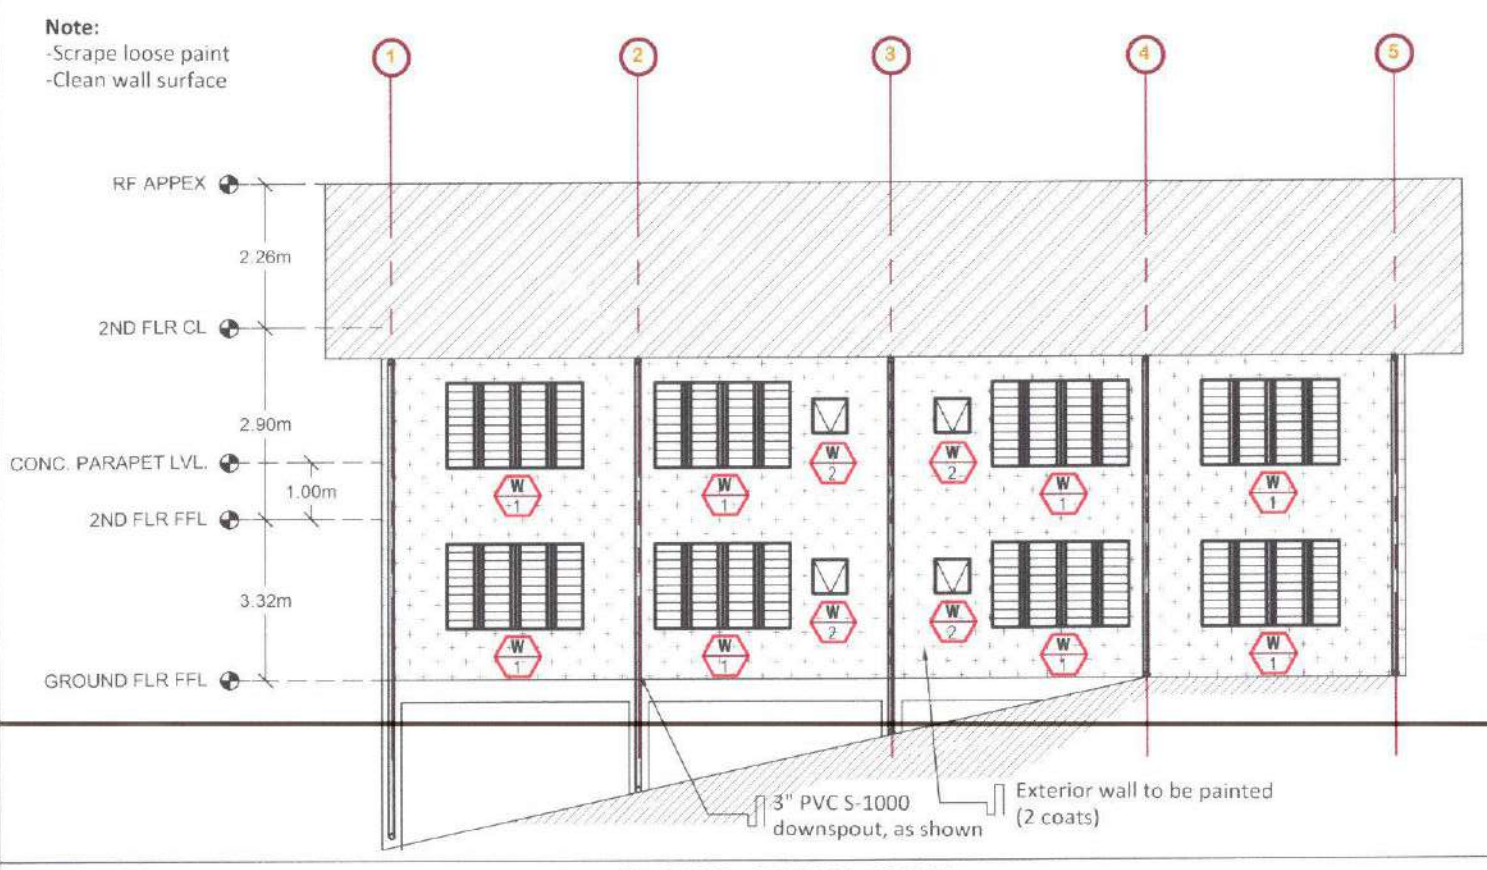 Note:
-Scrape loose paint
-Clean wall surface
1
2
3
4
5
RF APPEX
2.26m
2ND FLR CL
2.90m
CONC. PARAPET LVL.
1.00m
2ND FLR FFL
3.32m
GROUND FLR FFL
W
2
W
2
W
1
W
1
W
1
W
1
W
2
W
2
W
1
W
1
W
1
W
1
3" PVC S-1000
downspout, as shown
Exterior wall to be painted
(2 coats)